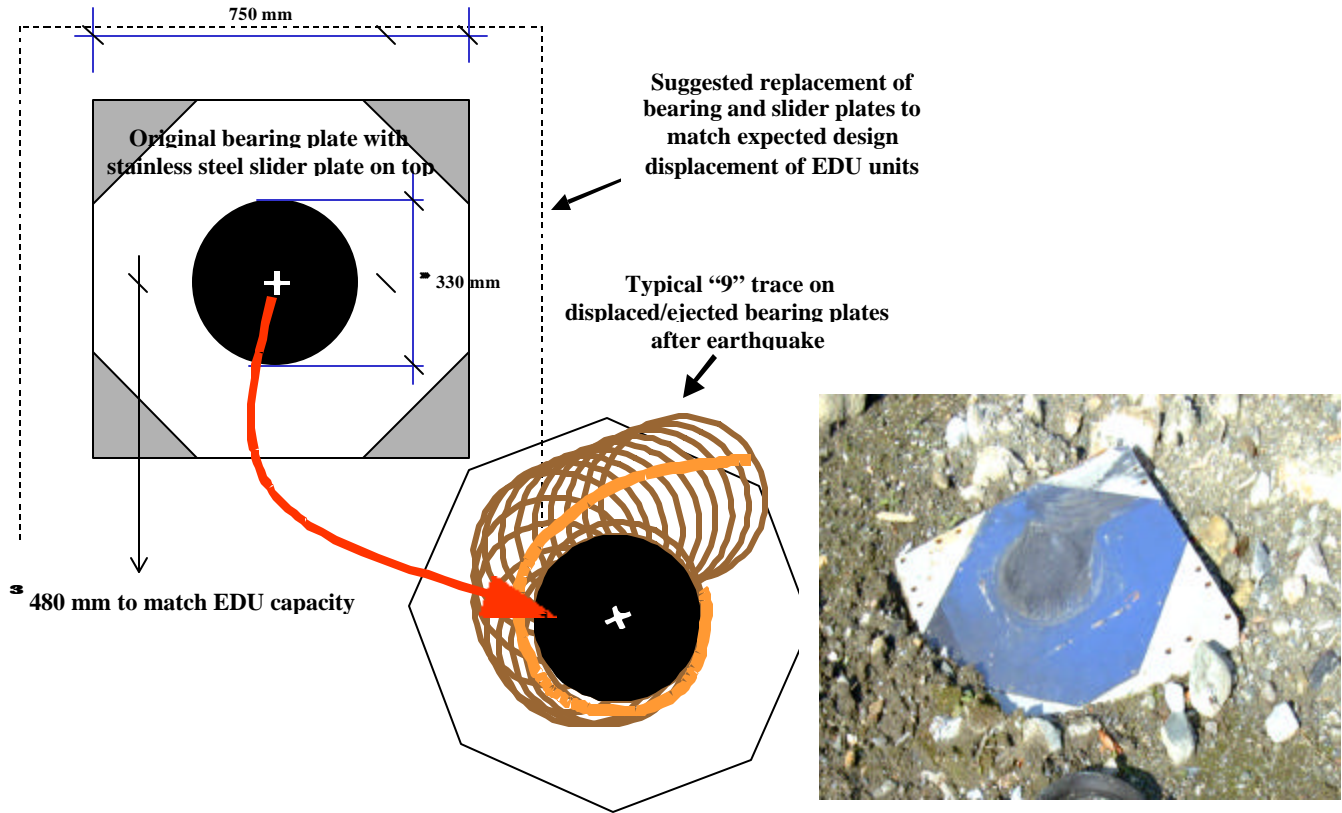 750 mm
Suggested replacement of
bearing and slider plates to
match expected design
displacement of EDU units
Original bearing plate with
stainless steel slider plate on top
330 mm
Typical “9” trace on
displaced/ejected bearing plates
after earthquake
480 mm to match EDU capacity